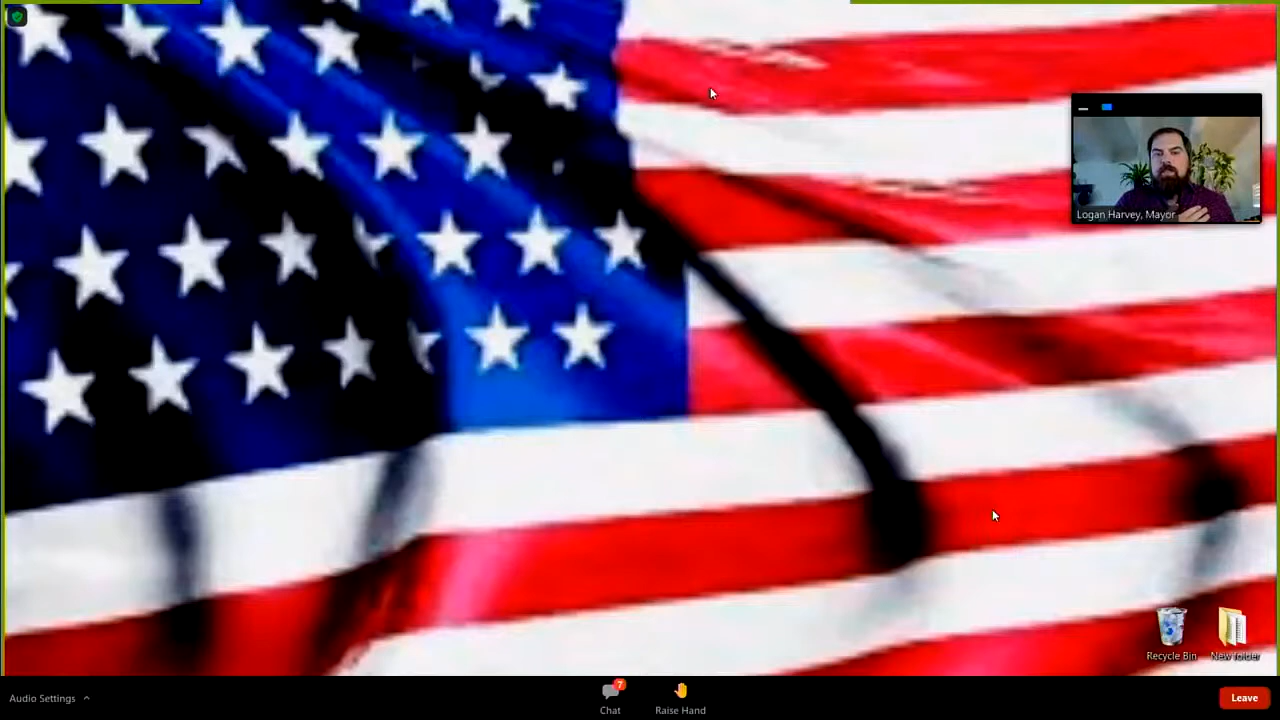 Logan Harvey, Mayor
Recycle Bin
New folder
Audio Settings
7
Chat
Raise Hand
Leave